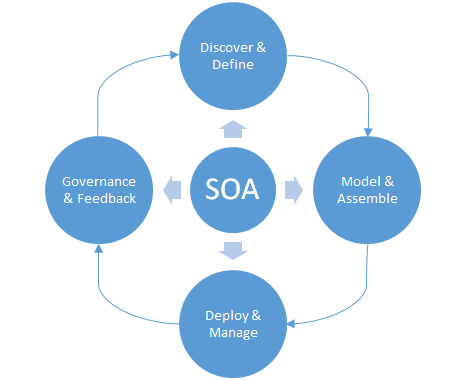 Discover &
Define
Governance
& Feedback
SOA
Model &
Assemble
Deploy &
Manage